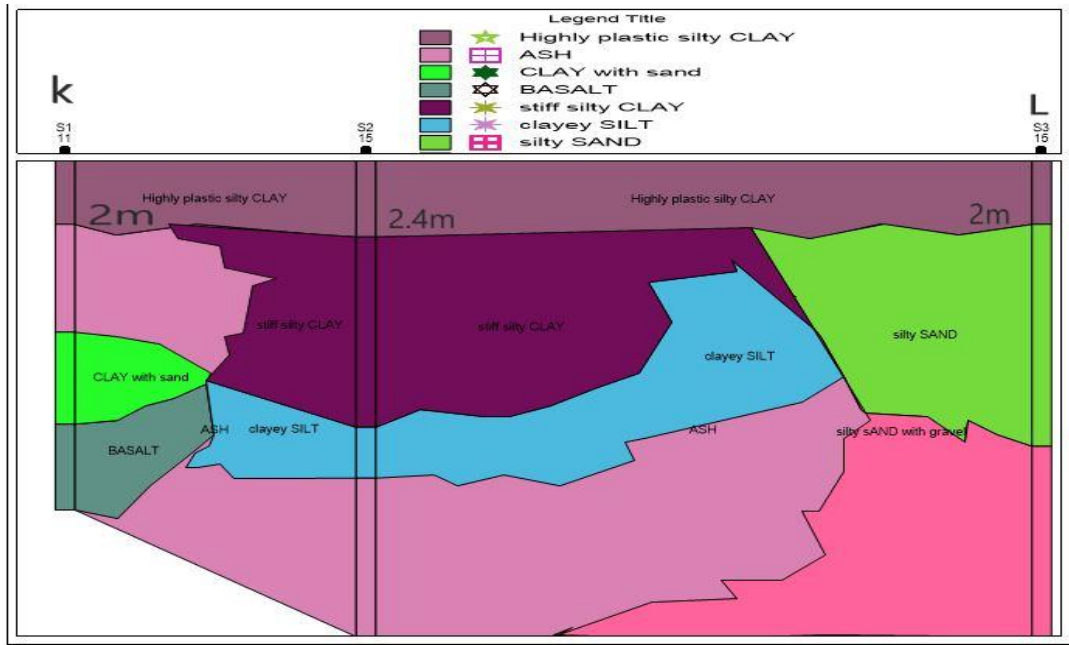 Legend Title
Highly plastic silty CLAY
ASH
CLAY with sand
BASALT
stiff silty CLAY
clayey SILT
silty SAND
k
L
S1
11
S2
15
S3
15
Highly plastic silty CLAY
Highly plastic silty CLAY
2m
2.4m
2m
stiff silty CLAY
stiff silty CLAY
silty SAND
clayey SILT
CLAY with sand
ASH
clayey SILT
ASH
silty sAND with gravel
BASALT